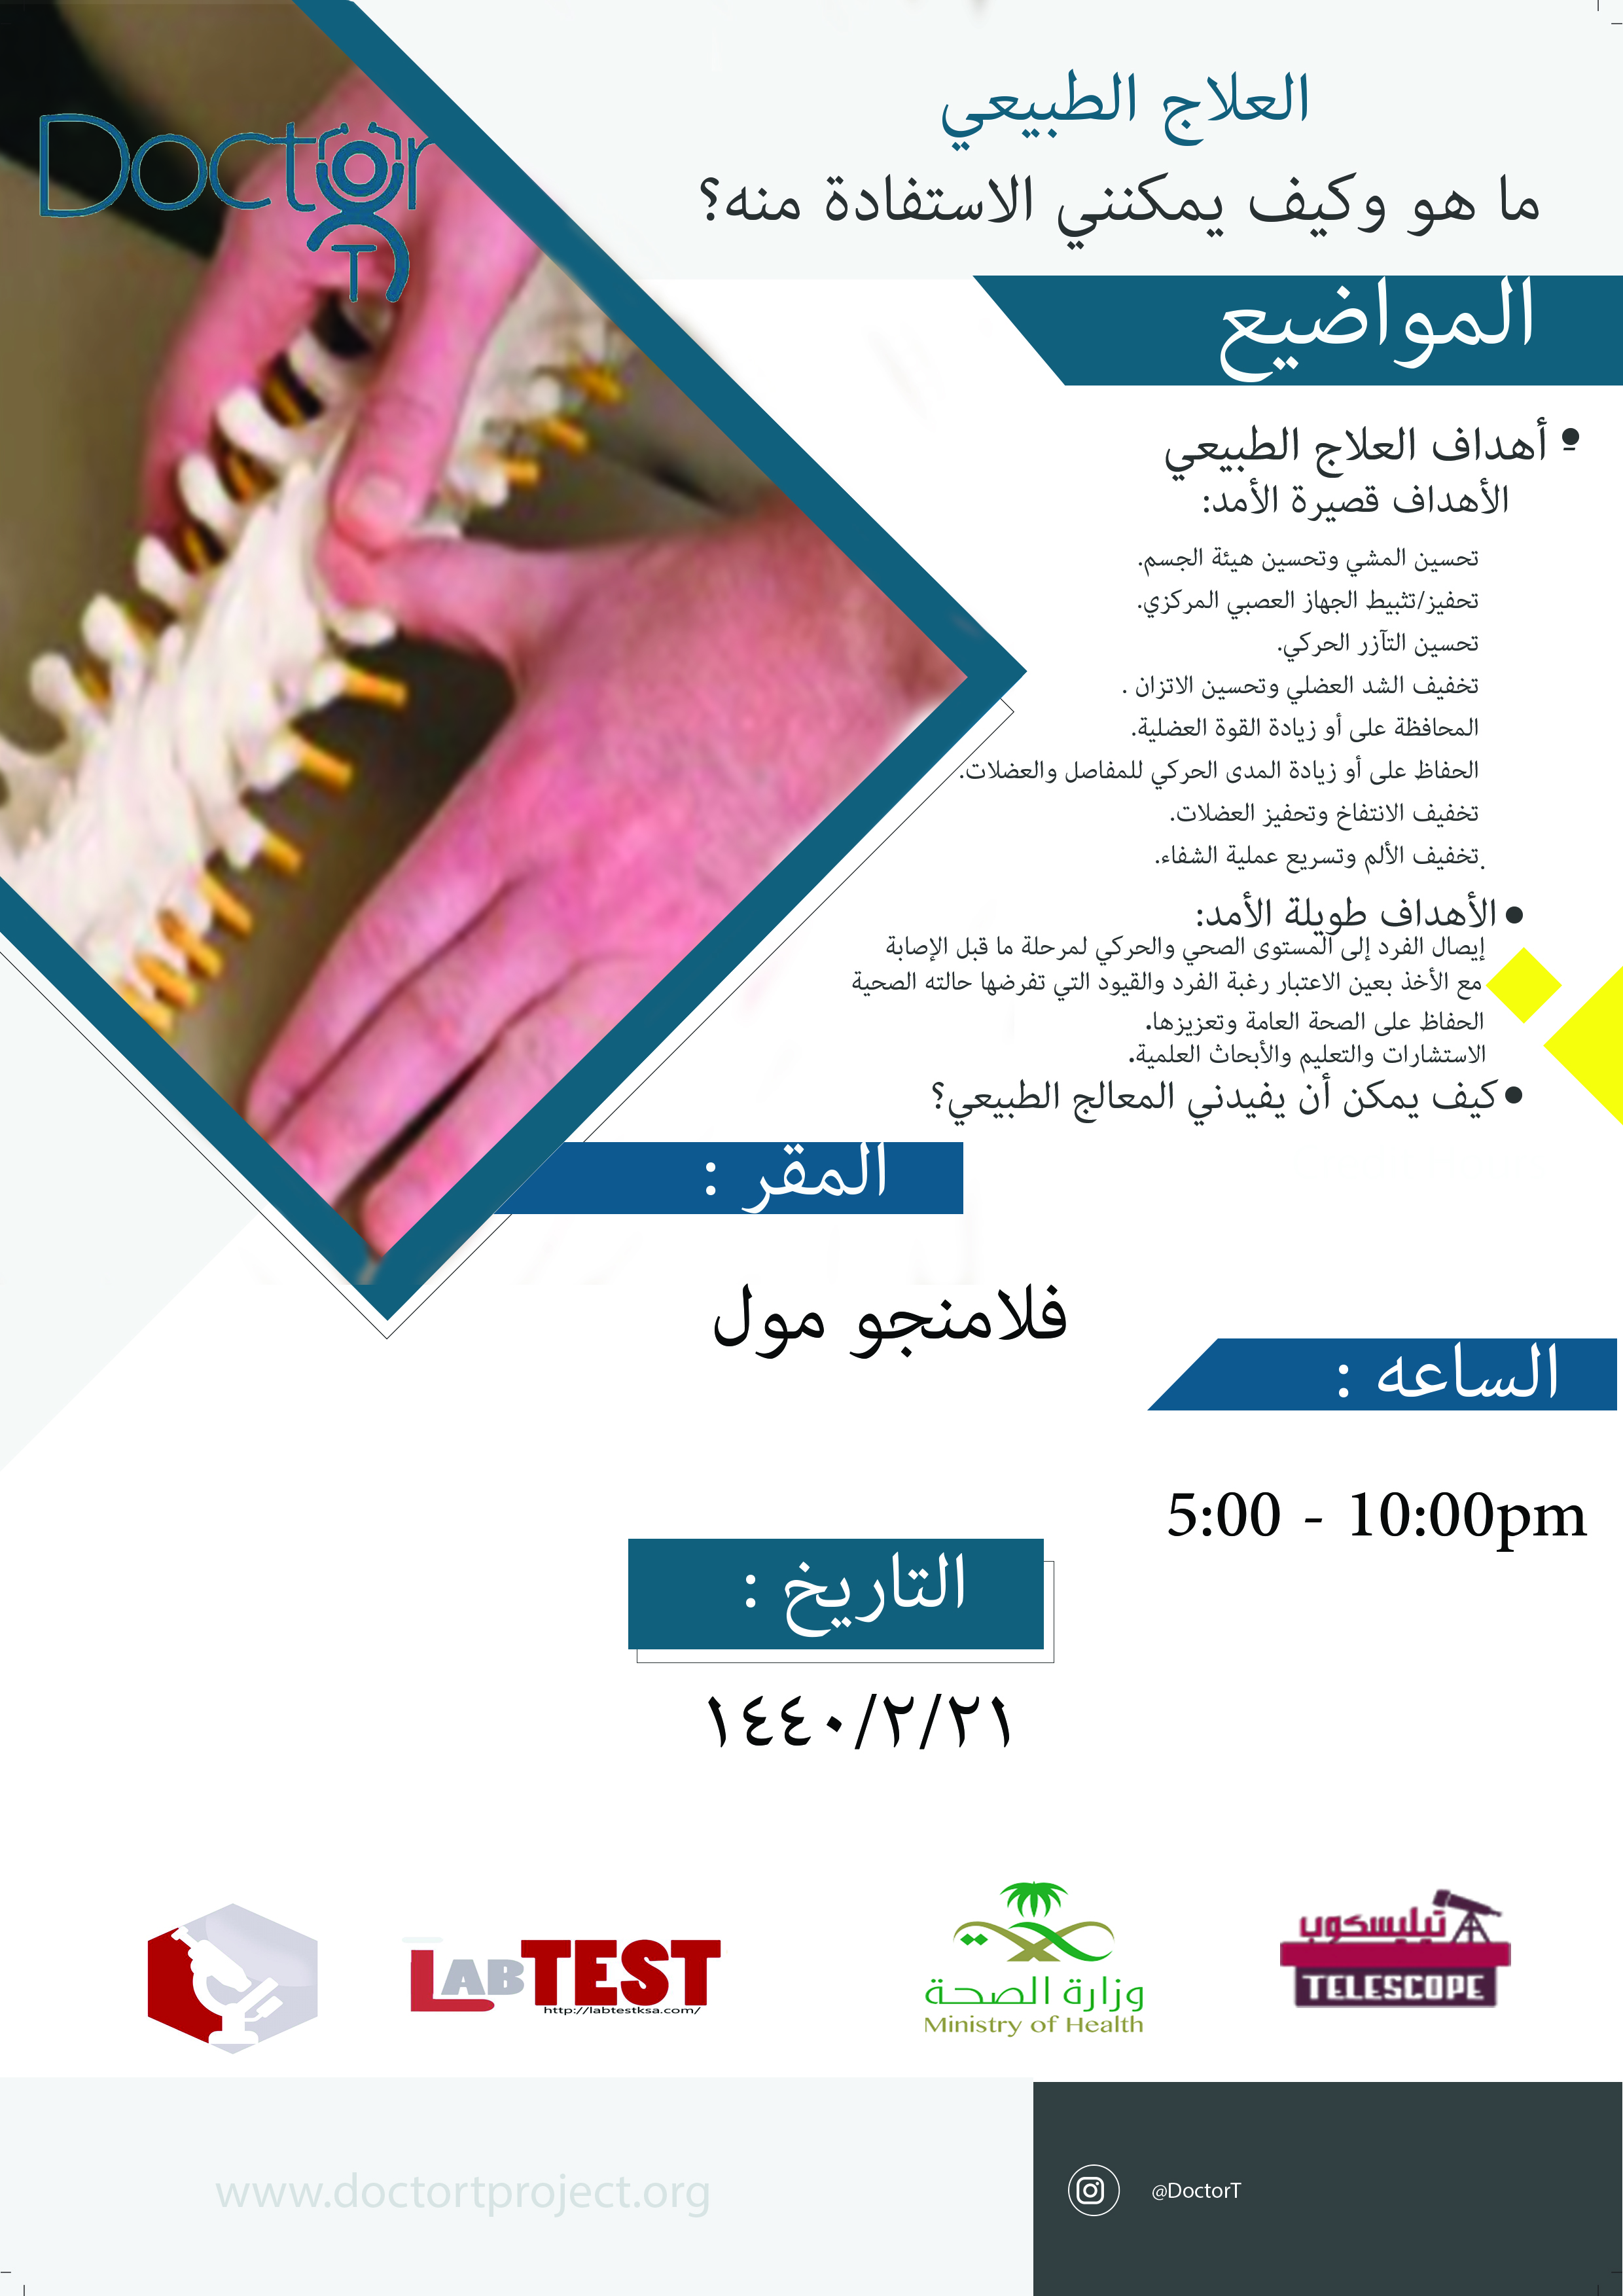 Doctor
T
العلاج الطبيعي
ما هو وكيف يمكنني الاستفادة منه؟
المواضيع
أهداف العلاج الطبيعي
الأهداف قصيرة الأمد:
تحسين المشي وتحسين هيئة الجسم.
تحفيز/تثبيط الجهاز العصبي المركزي.
تحسين التآزر الحركي.
تخفيف الشد العضلي وتحسين الاتزان .
المحافظة على أو زيادة القوة العضلية.
الحفاظ على أو زيادة المدى الحركي للمفاصل والعضلات.
تخفيف الانتفاخ وتحفيز العضلات.
.تخفيف الألم وتسريع عملية الشفاء.
● الأهداف طويلة الأمد:
إيصال الفرد إلى المستوى الصحي والحركي لمرحلة ما قبل الإصابة
مع الأخذ بعين الاعتبار رغبة الفرد والقيود التي تفرضها حالته الصحية
الحفاظ على الصحة العامة وتعزيزها.
الاستشارات والتعليم والأبحاث العلمية.
● كيف يمكن أن يفيدني المعالج الطبيعي؟
المقر :
فلامنجو مول
الساعه :
5:00 - 10:00pm
التاريخ :
١٤٤٠/٢/٢١
LABTEST
http://labtestksa.com/
وزارة الصحة
Ministry of Health
تيليسكوب
TELESCOPE
www.doctortproject.org
@DoctorT